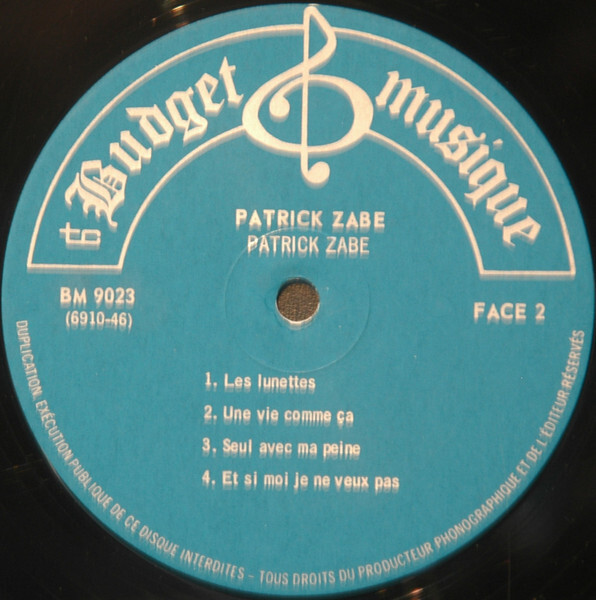 Budget musique
PATRICK ZABE
PATRICK ZABE
BM 9023
(6910-46)
FACE 2
1. Les lunettes
2. Une vie comme ça
3. Seul avec ma peine
4. Et si moi je ne veux pas
DUPLICATION, EXÉCUTION PUBLIQUE DE CE DISQUE INTERDITES - TOUS DROITS DU PRODUCTEUR PHONOGRAPHIQUE ET DE L'ÉDITEUR RÉSERVÉS